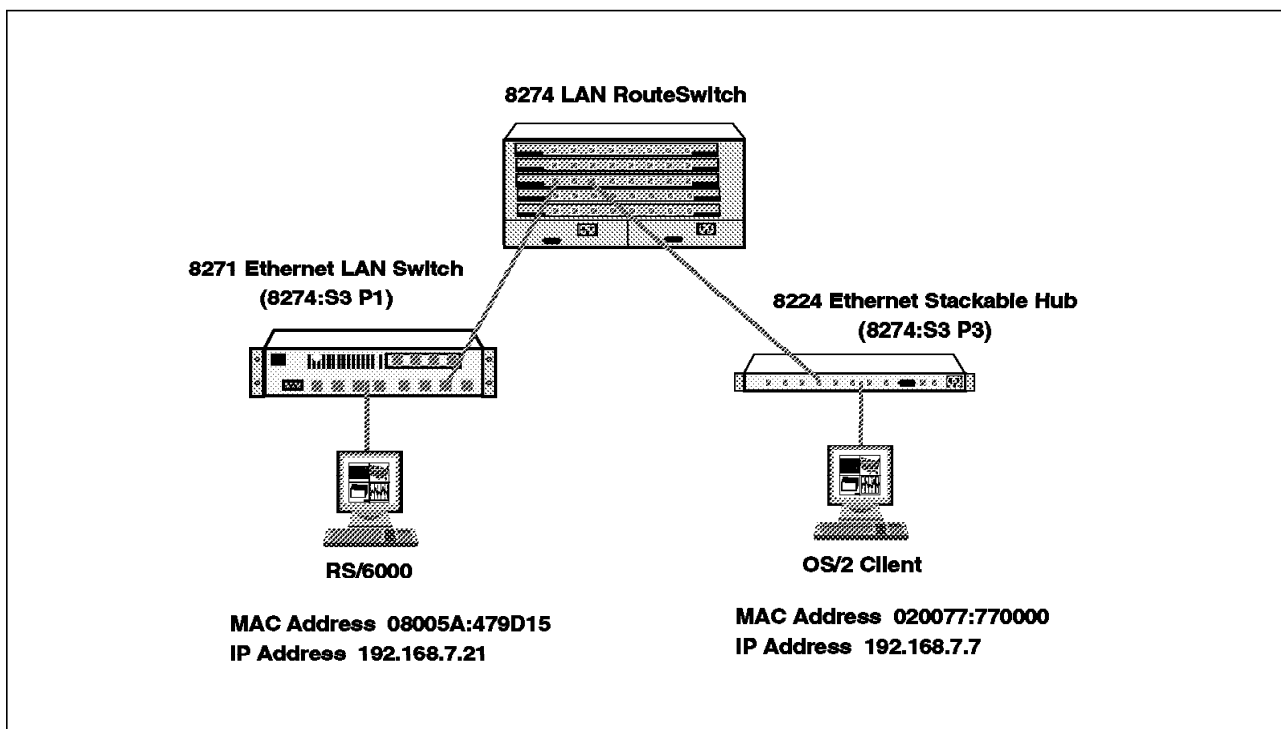 8274 LAN RouteSwitch
8271 Ethernet LAN Switch
(8274:S3 P1)
8224 Ethernet Stackable Hub
(8274:S3 P3)
RS/6000
OS/2 Client
MAC Address 08005A:479D15
IP Address 192.168.7.21
MAC Address 020077:770000
IP Address 192.168.7.7